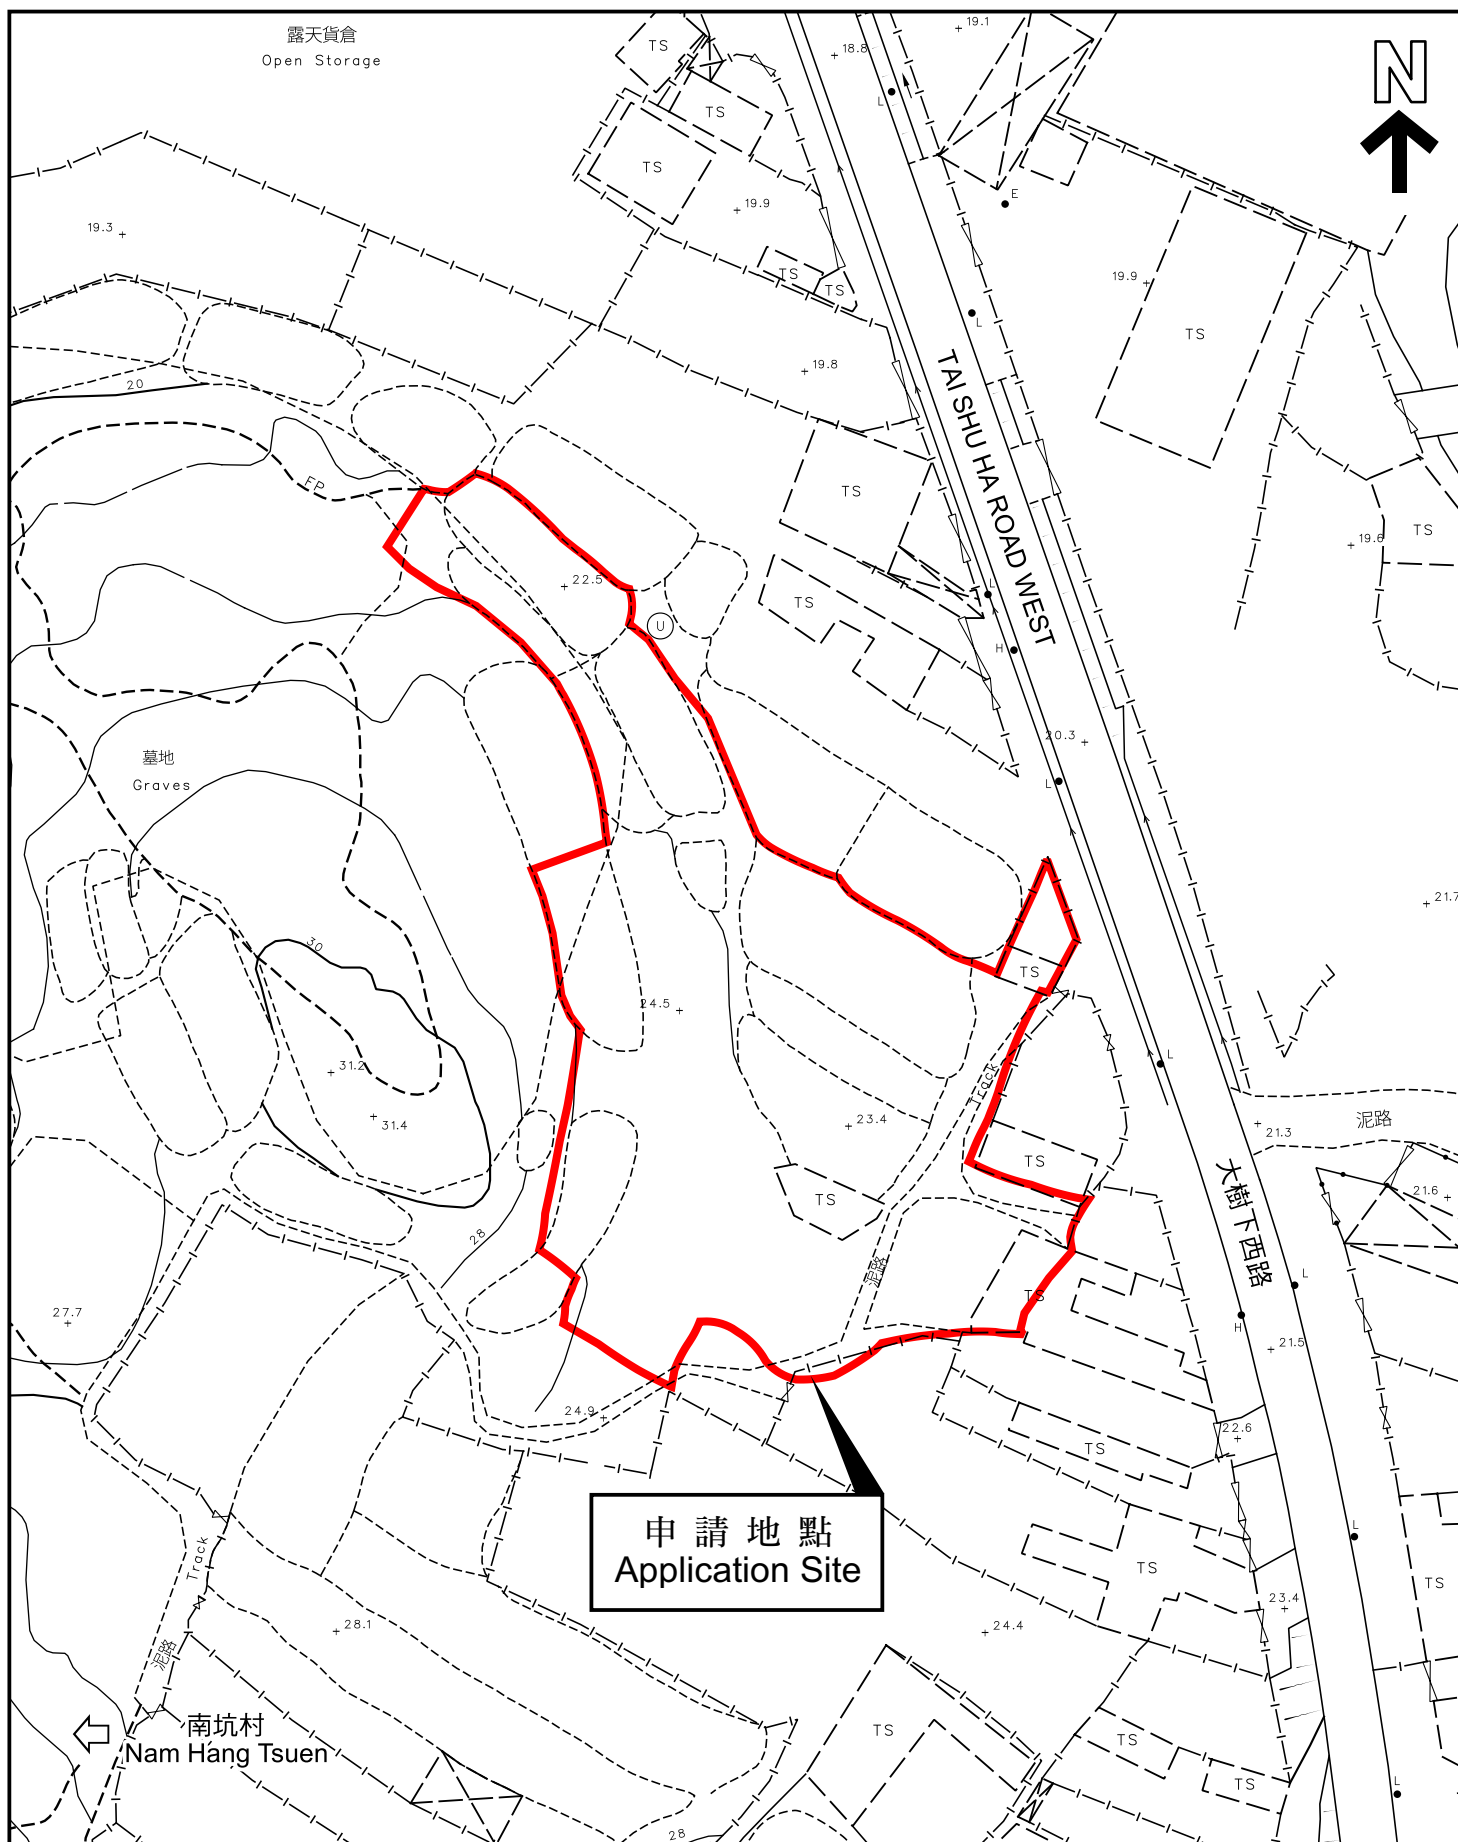 露天貨倉
Open Storage
TS
18.8
19.1
N
L
TS
TS
E
19.3
19.9
TS
TS
19.9
L
TS
19.8
20
TAI SHU HA ROAD WEST
FP
TS
TS
19.6
22.5
L
TS
U
H
20.3
墓地
Graves
L
21.7
30
TS
24.5
31.2
L
Track
31.4
23.4
21.3
泥路
TS
TS
21.6
大樹下西路
28
泥路
L
TS
27.7
H
21.5
24.9
22.6
TS
申請地點
Application Site
L
Track
TS
TS
23.4
28.1
24.4
泥路
南坑村
Nam Hang Tsuen
TS
TS
TS
L
28